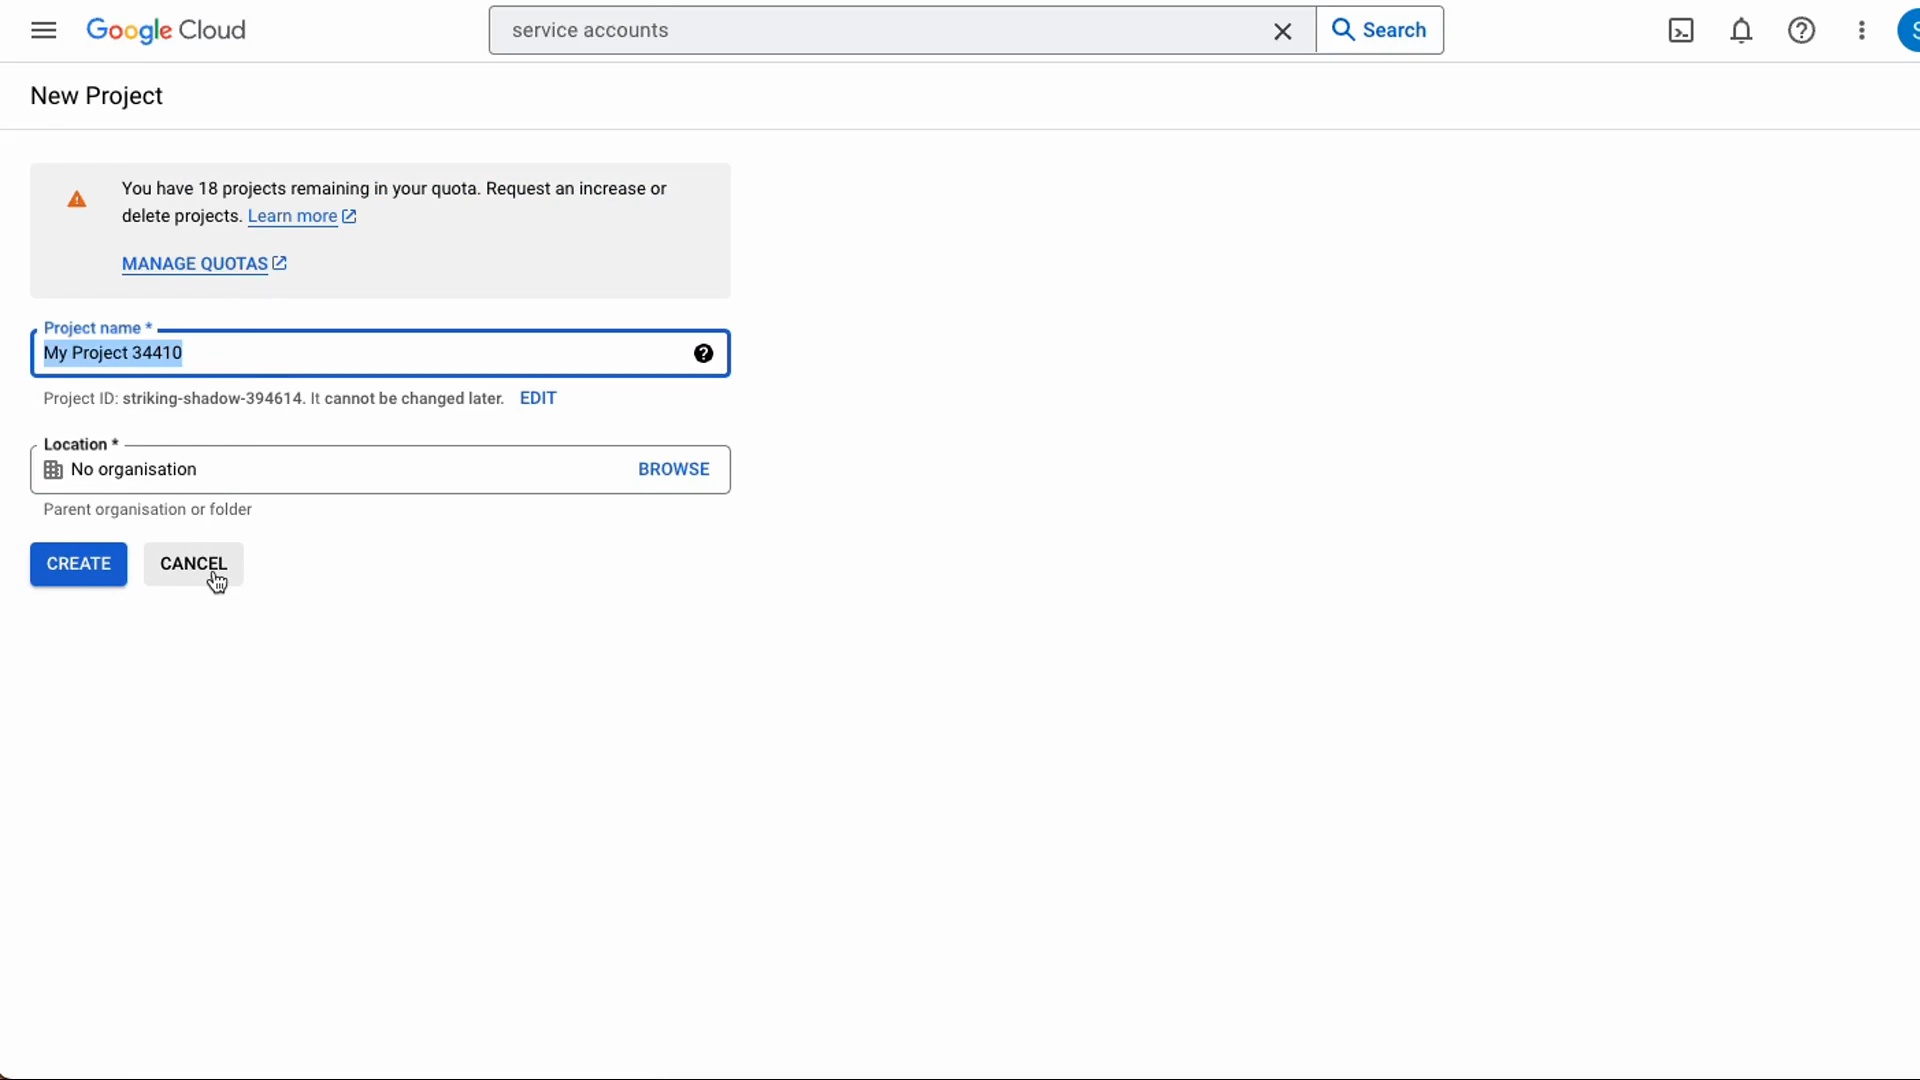 Google Cloud
service accounts
Search
New Project
You have 18 projects remaining in your quota. Request an increase or
delete projects. Learn more
MANAGE QUOTAS
Project name *
My Project 34410
Project ID: striking-shadow-394614. It cannot be changed later. EDIT
Location *
No organisation BROWSE
Parent organisation or folder
CREATE CANCEL